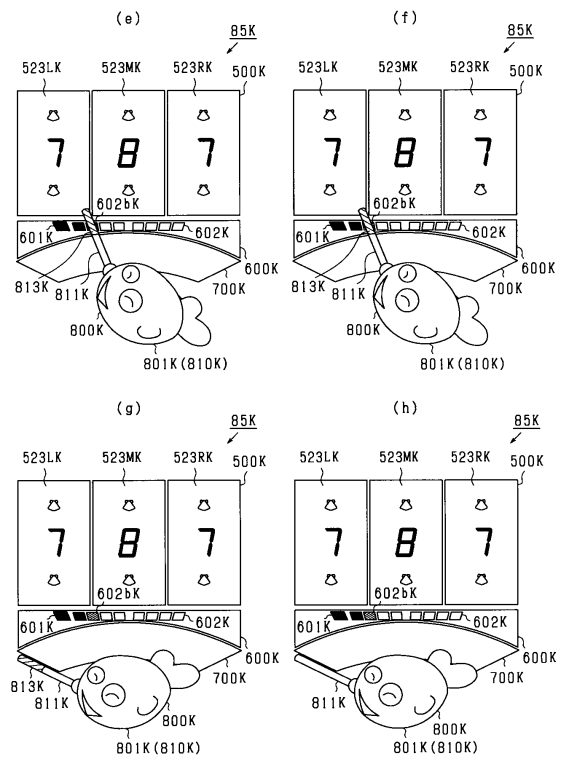 (e)
85K
523LK 523MK 523RK 500K
7 8 7
602bK
601K 602K
600K
813K 811K 700K
800K
801K(810K)
(f)
85K
523LK 523MK 523RK 500K
7 8 7
602bK
601K 602K
600K
813K 811K 700K
800K
801K(810K)
(g)
85K
523LK 523MK 523RK 500K
7 8 7
602bK
601K 602K
600K
813K 700K
811K 800K
801K(810K)
(h)
85K
523LK 523MK 523RK 500K
7 8 7
602bK
601K 602K
600K
700K
811K 800K
801K(810K)